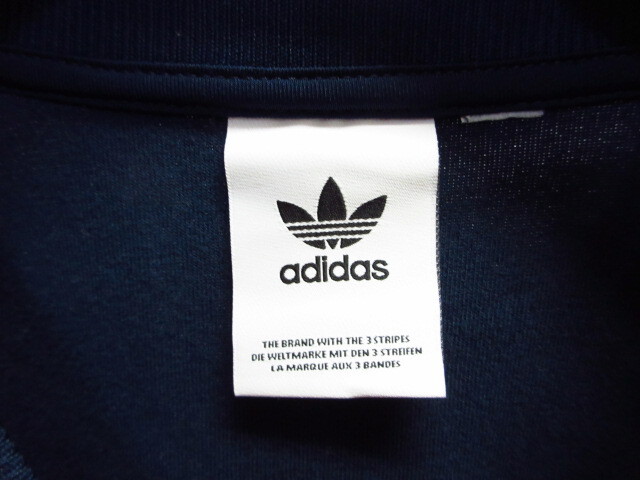 adidas
THE BRAND WITH THE 3 STRIPES
DIE WELTMARKE MIT DEN 3 STREIFEN
LA MARQUE AUX 3 BANDES